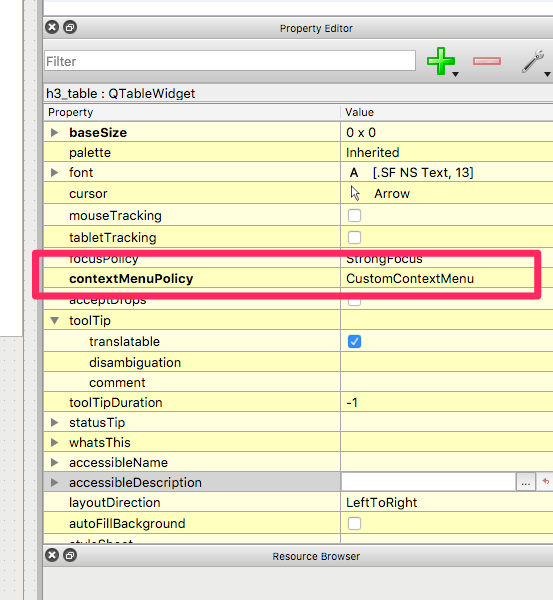 Property Editor
Filter
h3_table : QTableWidget
Property Value
baseSize 0 x 0
palette Inherited
font A [.SF NS Text, 13]
cursor Arrow
mouseTracking
tabletTracking
focusPolicy StrongFocus
contextMenuPolicy CustomContextMenu
acceptDrops
toolTip
translatable
disambiguation
comment
toolTipDuration -1
statusTip
whatsThis
accessibleName
accessibleDescription ...
layoutDirection LeftToRight
autoFillBackground
styleSheet
Resource Browser